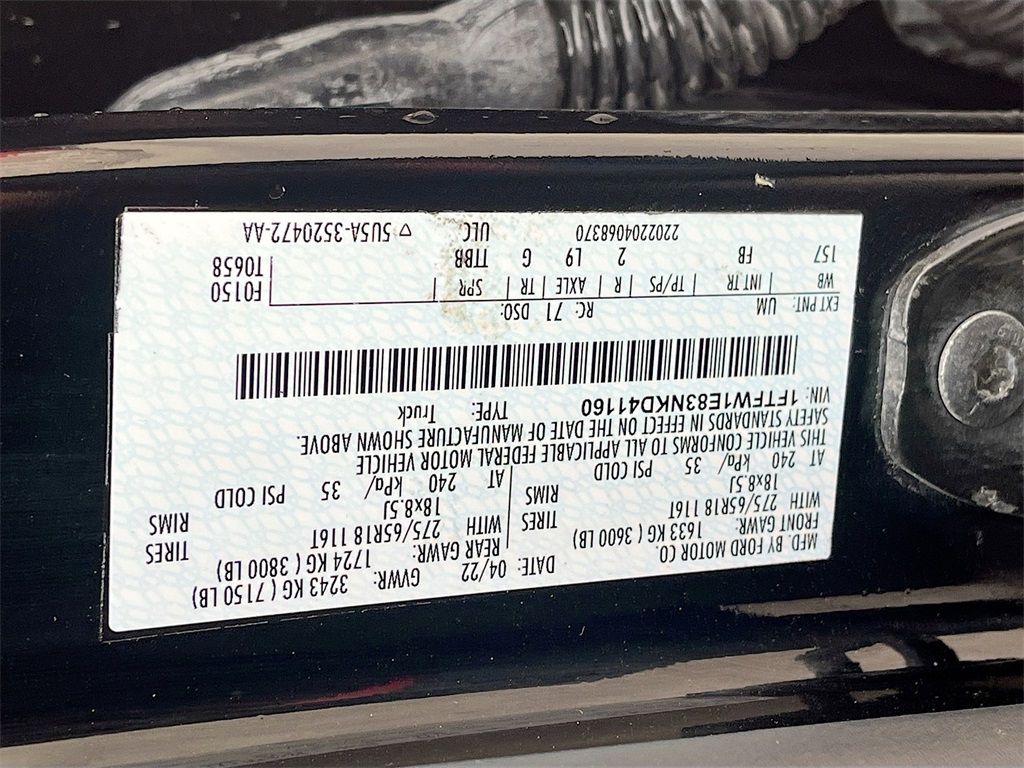 MFD. BY FORD MOTOR CO.
DATE: 04/22 GVWR: 3243 KG ( 7150 LB)
FRONT GAWR: 1633 KG ( 3600 LB) REAR GAWR: 1724 KG ( 3800 LB)
WITH 275/65R18 116T TIRES WITH 275/65R18 116T TIRES
18x8.5J RIMS 18x8.5J RIMS
AT 240 kPa/ 35 PSI COLD AT 240 kPa/ 35 PSI COLD
THIS VEHICLE CONFORMS TO ALL APPLICABLE FEDERAL MOTOR VEHICLE
SAFETY STANDARDS IN EFFECT ON THE DATE OF MANUFACTURE SHOWN ABOVE.
VIN: 1FTFW1E83NKD41160 TYPE: Truck
EXT PNT: UM RC: 71 DSO: F0150
WB INT TR TP/PS R AXLE TR SPR T0658
157 FB 2 L9 G TTBB
220220406837​0 ULC 5U5A-3520472-AA